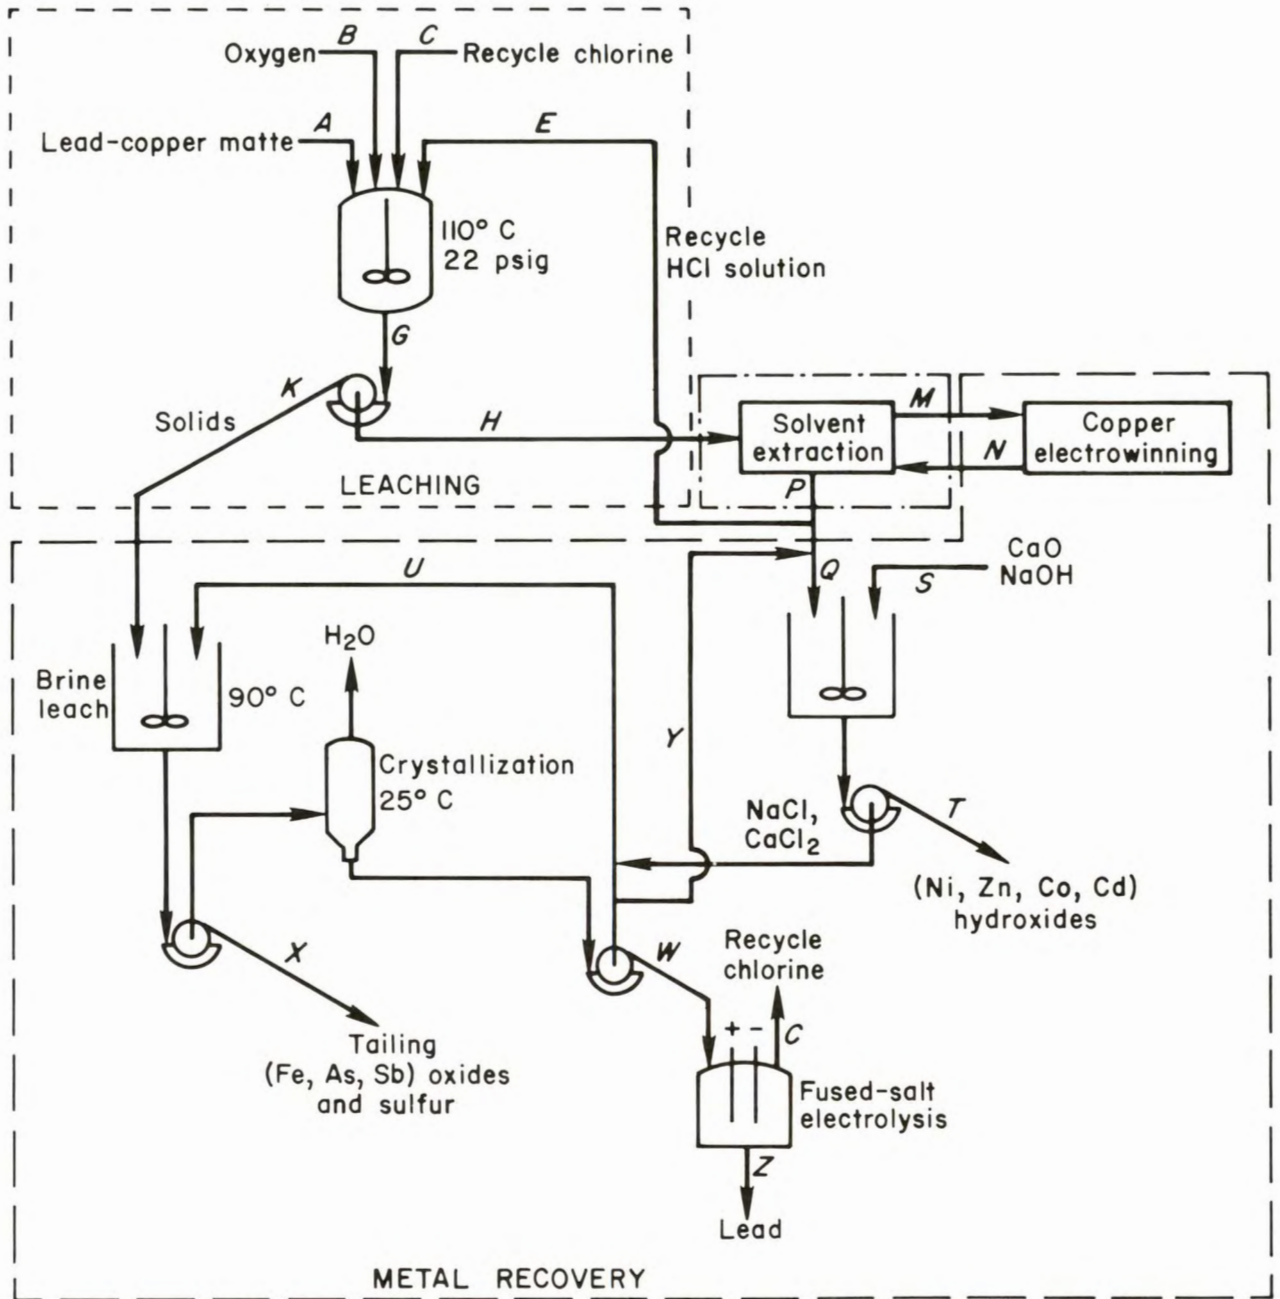 B
C
Oxygen
Recycle chlorine
A
E
Lead-copper matte
110° C
22 psig
Recycle
HCl solution
G
K
Solids
H
M
Solvent
extraction
Copper
electrowinning
N
P
LEACHING
U
Q
CaO
NaOH
S
H2O
Brine
leach
90° C
Crystallization
25° C
Y
NaCl,
CaCl2
T
(Ni, Zn, Co, Cd)
hydroxides
X
W
Recycle
chlorine
+ -
C
Tailing
(Fe, As, Sb) oxides
and sulfur
Fused-salt
electrolysis
Z
Lead
METAL RECOVERY